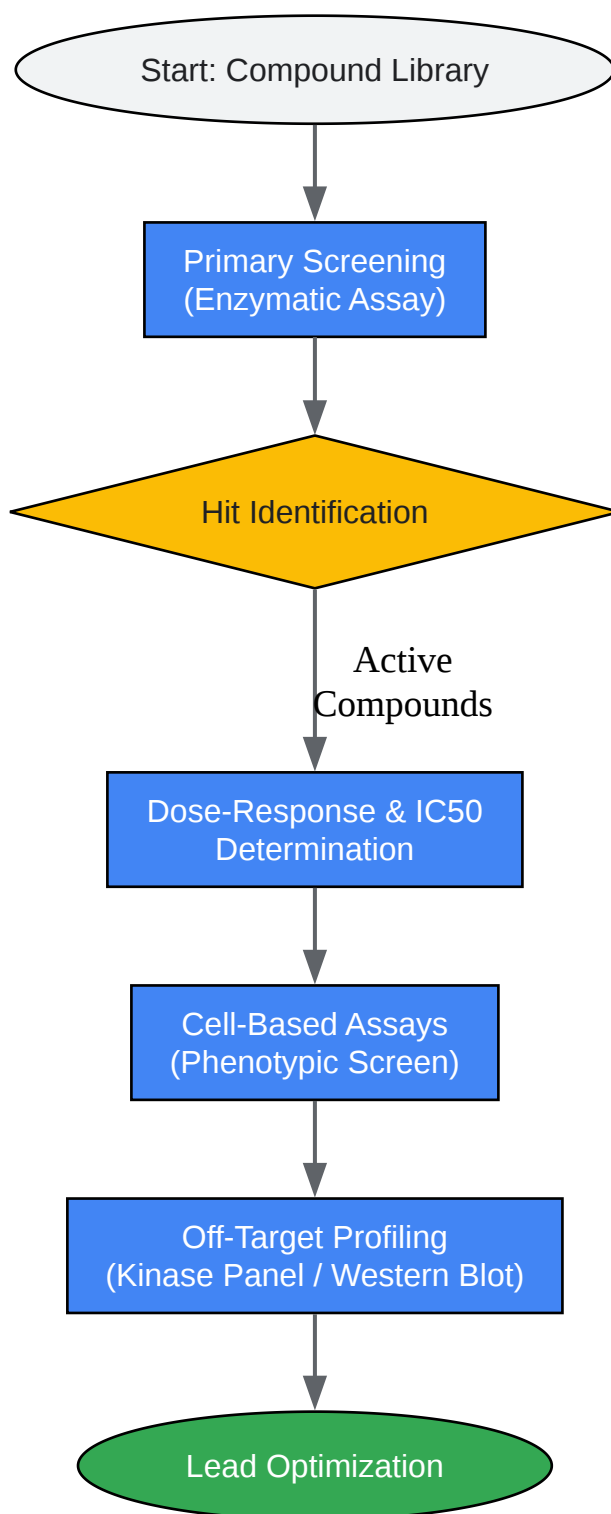 Start: Compound Library
Primary Screening
(Enzymatic Assay)
Hit Identification
Active
Compounds
Dose-Response & IC50
Determination
Cell-Based Assays
(Phenotypic Screen)
Off-Target Profiling
(Kinase Panel / Western Blot)
Lead Optimization